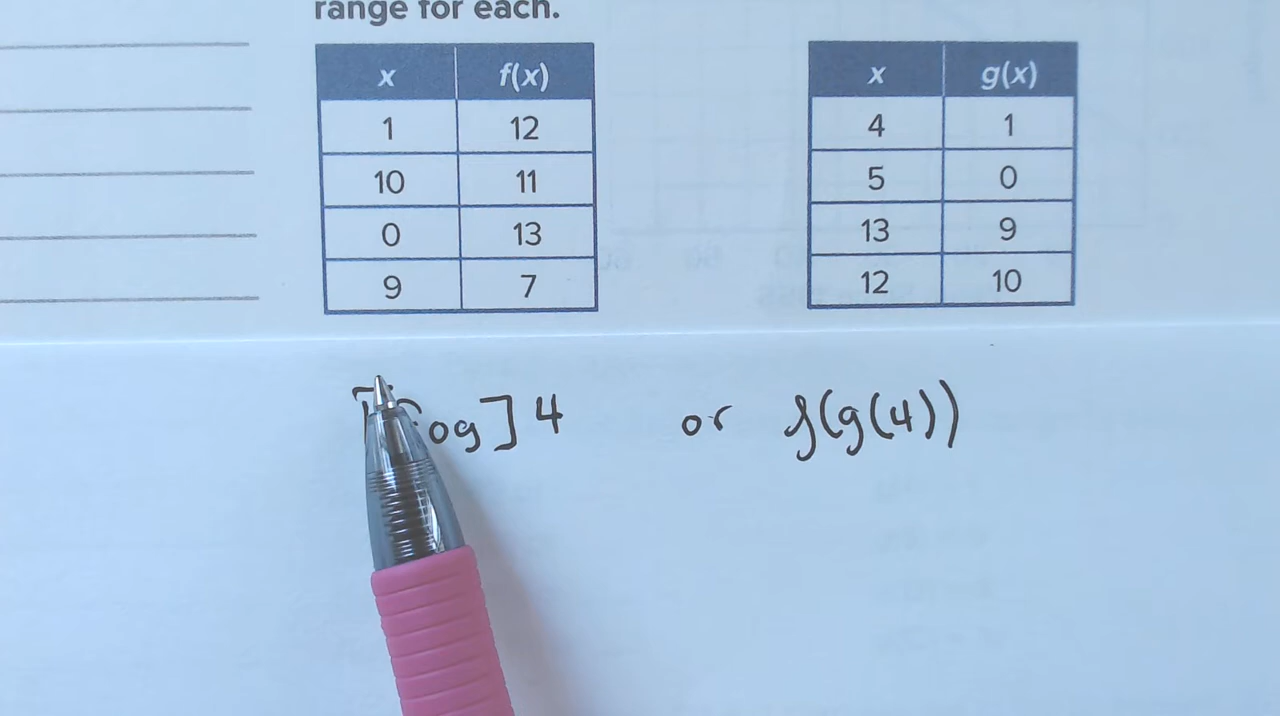 range for each.
x f(x) x g(x)
1 12 4 1
10 11 5 0
0 13 13 9
9 7 12 10
og] 4 or f(g(4))